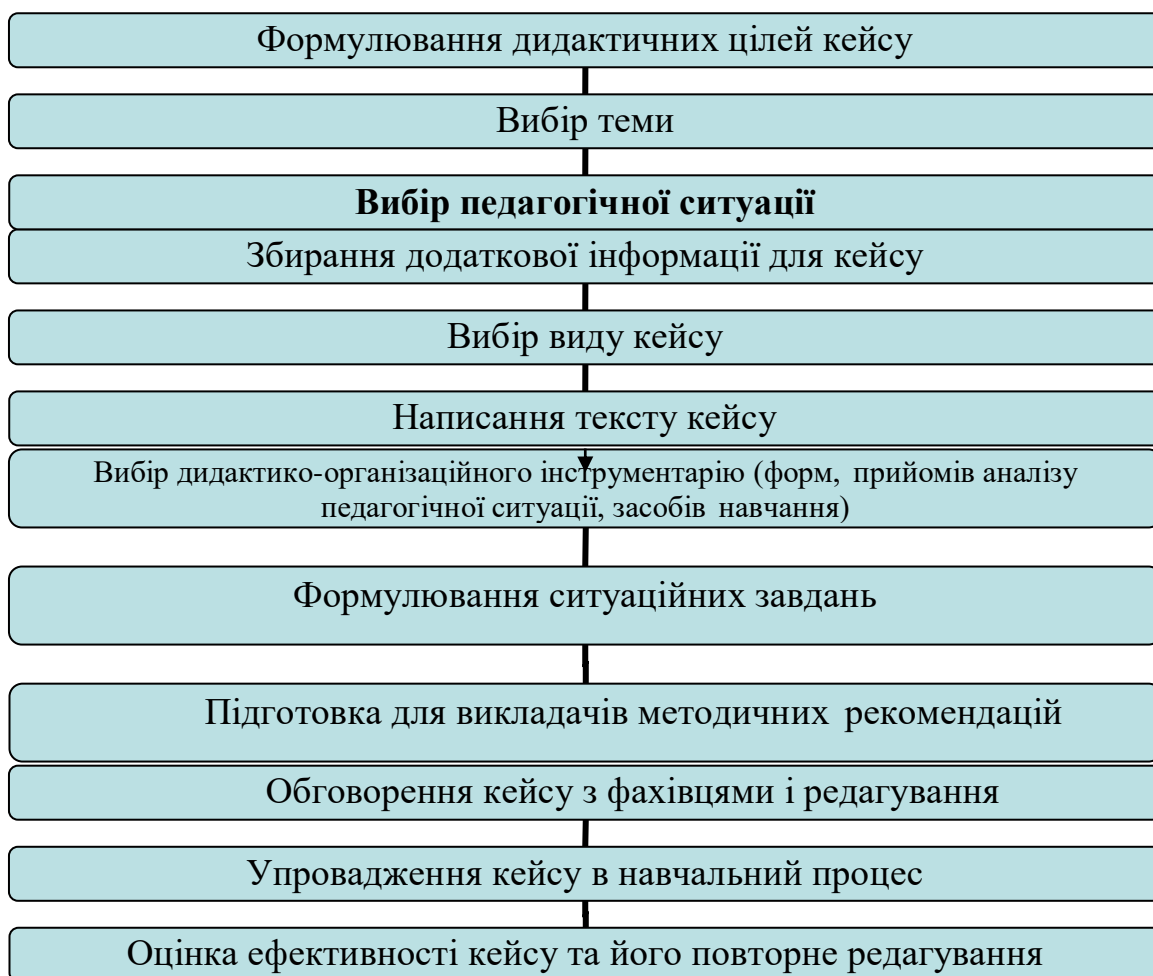 Формулювання дидактичних цілей кейсу
Вибір теми
Вибір педагогічної ситуації
Збирання додаткової інформації для кейсу
Вибір виду кейсу
Написання тексту кейсу
Вибір дидактико-організаційного інструментарію (форм, прийомів аналізу
педагогічної ситуації, засобів навчання)
Формулювання ситуаційних завдань
Підготовка для викладачів методичних рекомендацій
Обговорення кейсу з фахівцями і редагування
Упровадження кейсу в навчальний процес
Оцінка ефективності кейсу та його повторне редагування